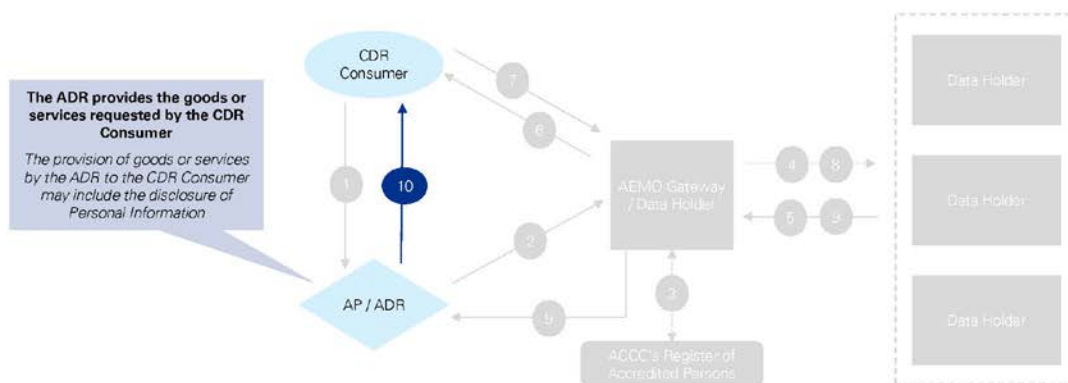 CDR
Consumer
7
6
The ADR provides the goods or
services requested by the CDR
Consumer
The provision of goods or services
by the ADR to the CDR Consumer
may include the disclosure of
Personal Information
1
10
AEMO Gateway
/ Data Holder
4
8
5
9
Data Holder
Data Holder
Data Holder
2
AP / ADR
9
3
ACCC's Register of
Accredited Persons